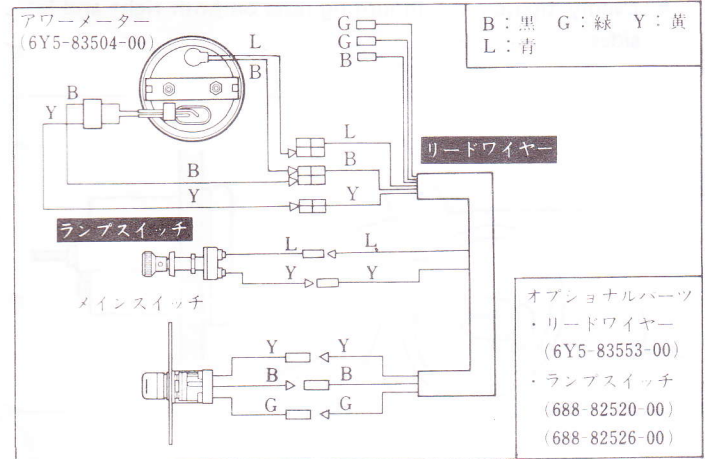 アワーメーター
(6Y5-83504-00)
L
B
B
Y
B
Y
G
G
B
B：黒 G：緑 Y：黄
L：青
L
B
Y
リードワイヤー
ランプスイッチ
L L
Y Y
メインスイッチ
Y Y
B B
G G
オプショナルパーツ
・リードワイヤー
(6Y5-83553-00)
・ランプスイッチ
(688-82520-00)
(688-82526-00)